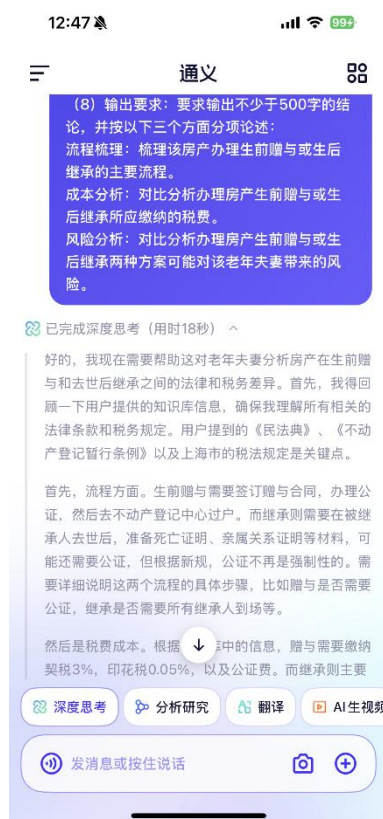 12:47
99+
通义
（8）输出要求：要求输出不少于500字的结
论，并按以下三个方面分项论述：
流程梳理：梳理该房产办理生前赠与或生后
继承的主要流程。
成本分析：对比分析办理房产生前赠与或生
后继承所应缴纳的税费。
风险分析：对比分析办理房产生前赠与或生
后继承两种方案可能对该老年夫妻带来的风
险。
已完成深度思考（用时18秒）
好的，我现在需要帮助这对老年夫妻分析房产在生前赠
与和去世后继承之间的法律和税务差异。首先，我得回
顾一下用户提供的知识库信息，确保我理解所有相关的
法律条款和税务规定。用户提到的《民法典》、《不动
产登记暂行条例》以及上海市的税法规定是关键点。
首先，流程方面。生前赠与需要签订赠与合同，办理公
证，然后去不动产登记中心过户。而继承则需要在被继
承人去世后，准备死亡证明、亲属关系证明等材料，可
能还需要公证，但根据新规，公证不再是强制性的。需
要详细说明这两个流程的具体步骤，比如赠与是否需要
公证，继承是否需要所有继承人到场等。
然后是税费成本。根据 库中的信息，赠与需要缴纳
契税3%，印花税0.05%，以及公证费。而继承则主要
深度思考
分析研究
翻译
AI生视频
发消息或按住说话